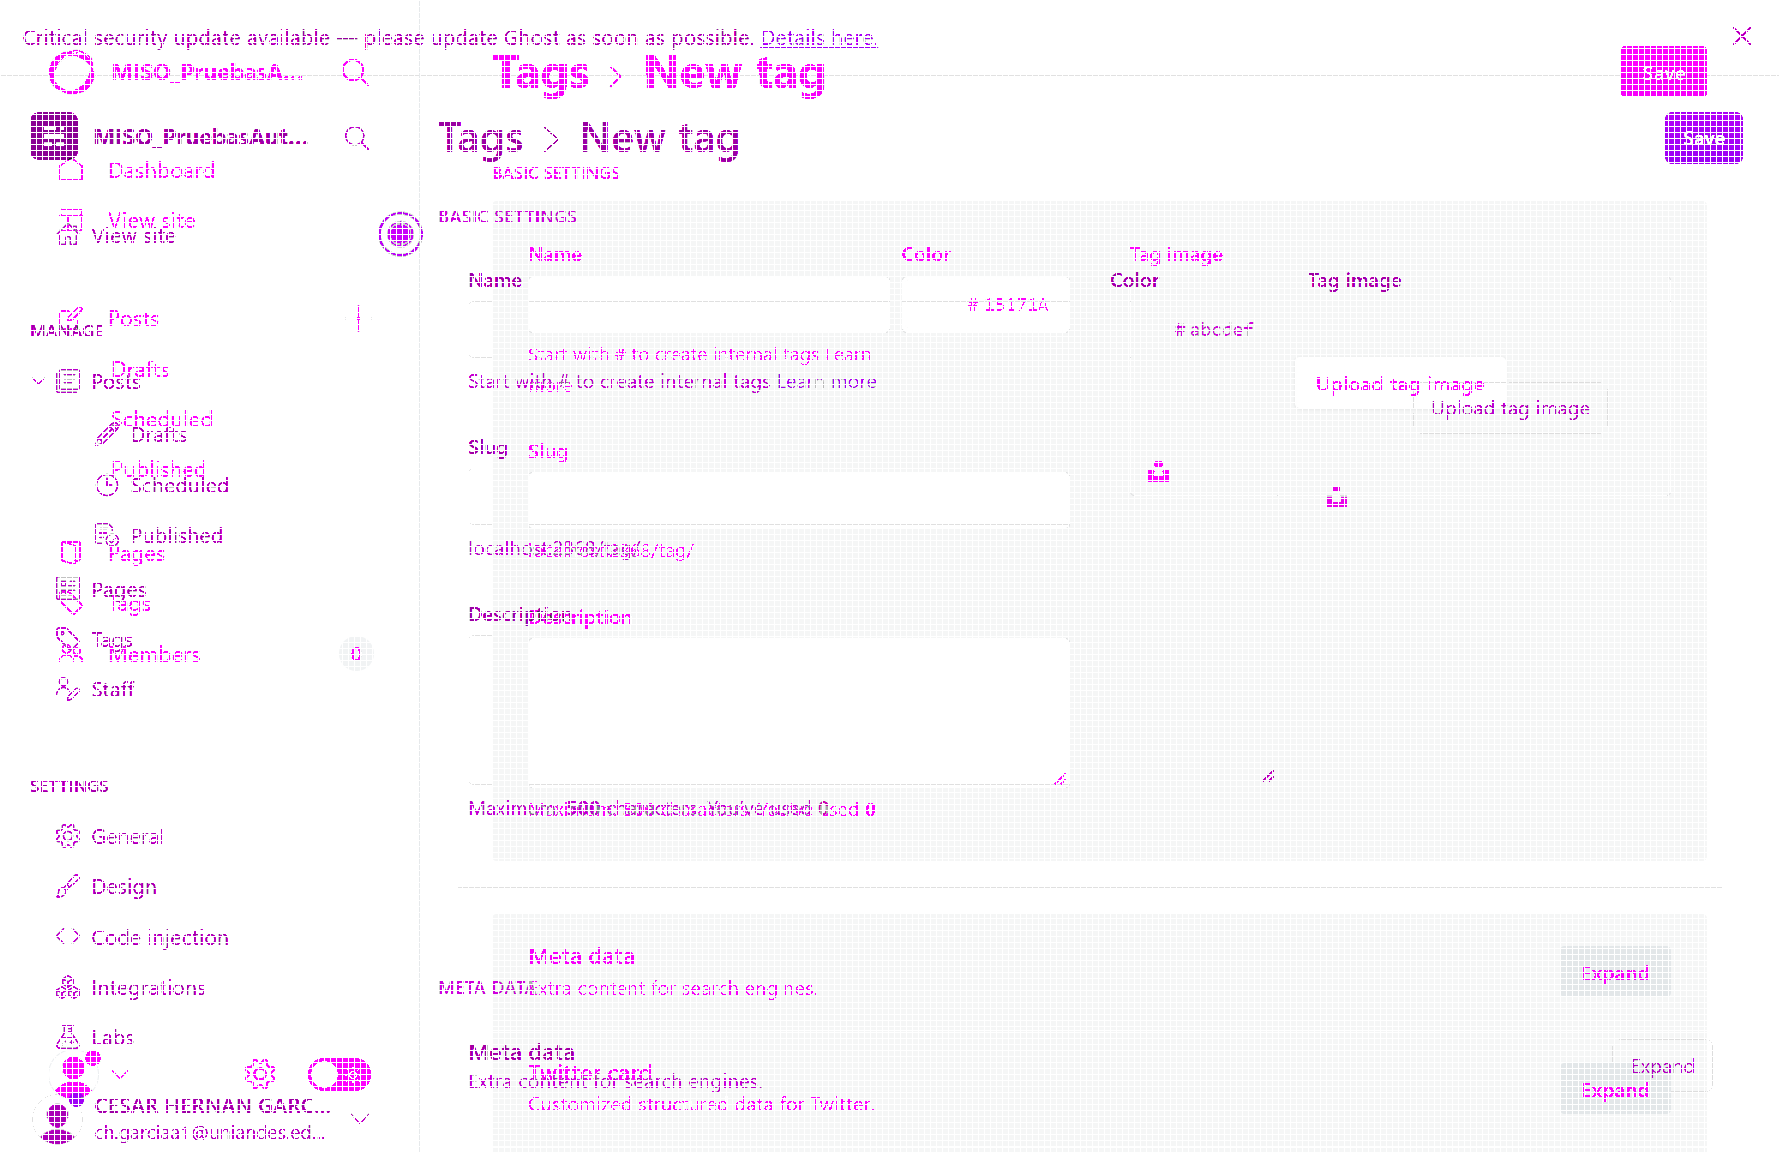 Critical security update available — please update Ghost as soon as possible. Details here.
MISO_PruebasA...
Tags > New tag
Save
MISO_PruebasAut...
Tags > New tag
Save
Dashboard
BASIC SETTINGS
View site
BASIC SETTINGS
View site
Name
Color
Tag image
Name
Color
Tag image
# 15171A
Posts
MANAGE
# abcdef
Start with # to create internal tags Learn
Drafts
Posts
Start with # to create internal tags Learn more
Upload tag image
Upload tag image
Scheduled
Drafts
Slug
Slug
Published
Scheduled
Published
Pages
Pages
Tags
Description
Description
Tags
Members
0
Staff
SETTINGS
Maximum: 500 characters. You've used 0
General
Design
Code injection
Meta data
Expand
META DATA
Extra content for search engines.
Integrations
Labs
Meta data
Twitter card
Expand
Extra content for search engines.
Expand
Customized structured data for Twitter.
CESAR HERNAN GARC...
ch.garciaa1@uniandes.ed...